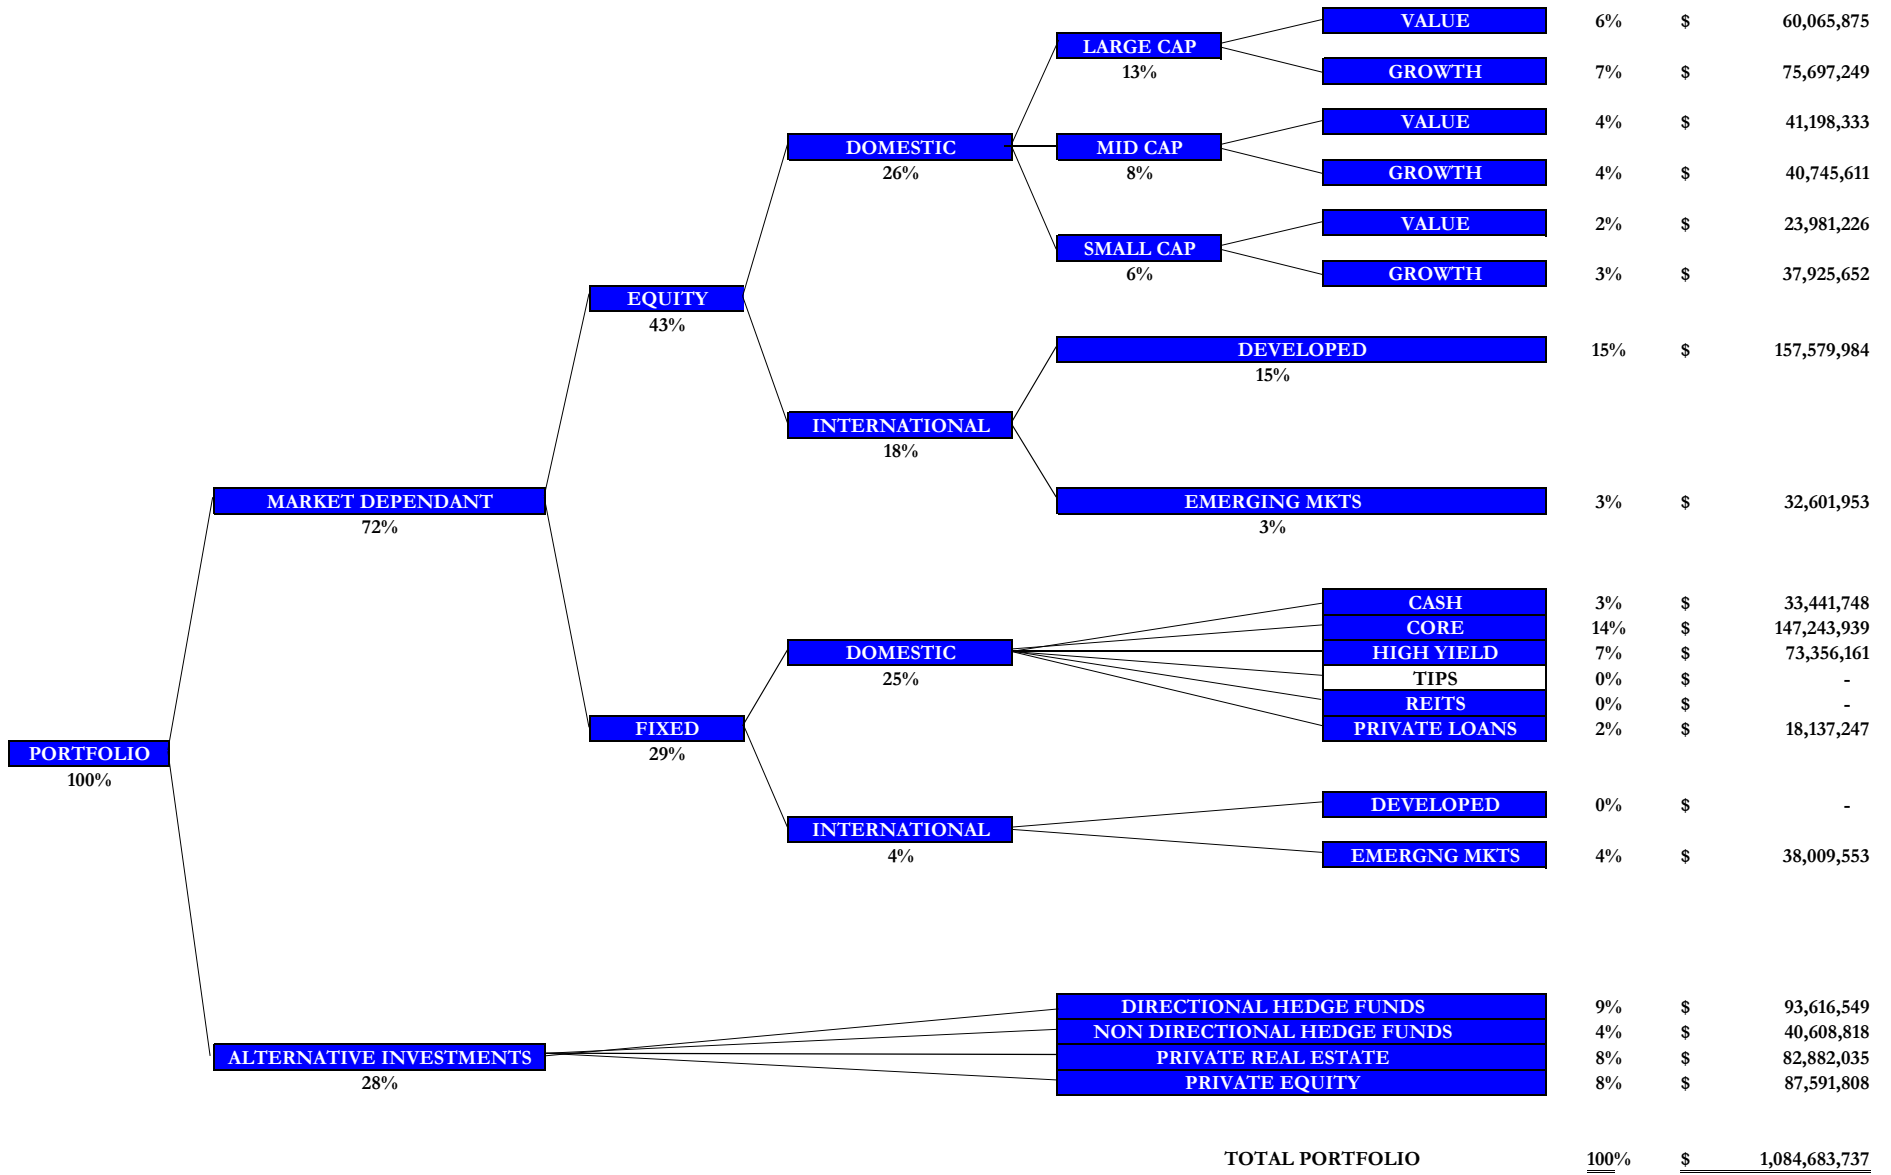 VALUE 6% $ 60,065,875
LARGE CAP
13%
GROWTH 7% $ 75,697,249
VALUE 4% $ 41,198,333
DOMESTIC MID CAP
26% 8%
GROWTH 4% $ 40,745,611
VALUE 2% $ 23,981,226
SMALL CAP
6%
GROWTH 3% $ 37,925,652
EQUITY
43%
DEVELOPED 15% $ 157,579,984
15%
INTERNATIONAL
18%
MARKET DEPENDANT EMERGING MKTS 3% $ 32,601,953
72% 3%
CASH 3% $ 33,441,748
CORE 14% $ 147,243,939
DOMESTIC HIGH YIELD 7% $ 73,356,161
25% TIPS 0% $ -
REITS 0% $ -
FIXED PRIVATE LOANS 2% $ 18,137,247
PORTFOLIO 29%
100%
DEVELOPED 0% $ -
INTERNATIONAL
4% EMERGNG MKTS 4% $ 38,009,553
DIRECTIONAL HEDGE FUNDS 9% $ 93,616,549
NON DIRECTIONAL HEDGE FUNDS 4% $ 40,608,818
ALTERNATIVE INVESTMENTS PRIVATE REAL ESTATE 8% $ 82,882,035
28% PRIVATE EQUITY 8% $ 87,591,808
TOTAL PORTFOLIO 100% $ 1,084,683,737